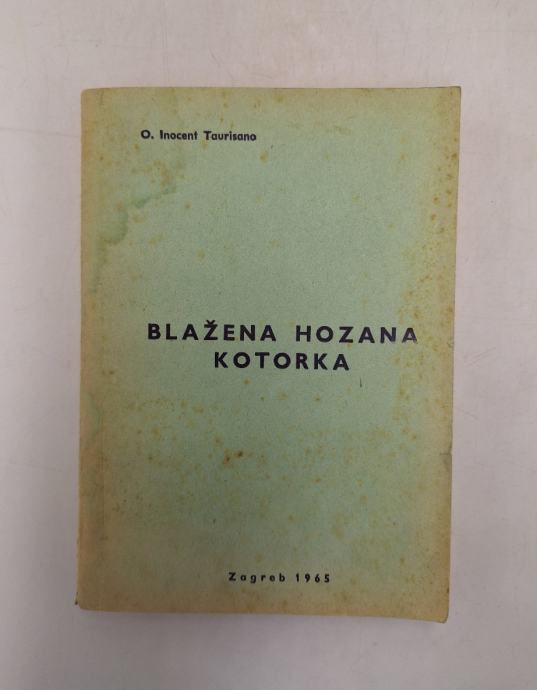 O. Inocent Taurisano
BLAŽENA HOZANA
KOTORKA
Zagreb 1965